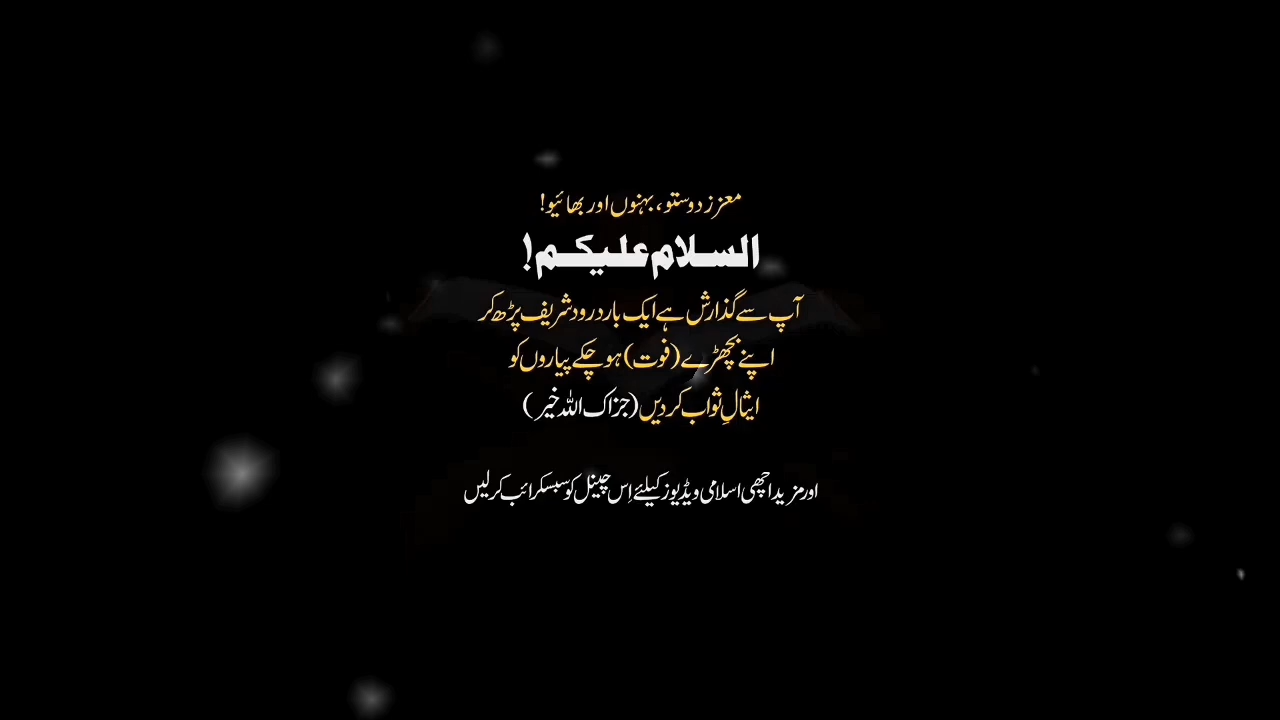 معزز دوستو، بہنوں اور بھائیو!
السلام علیکم!
آپ سے گذارش ہے ایک بار درود شریف پڑھ کر
اپنے بچھڑے (فوت) ہو چکے پیاروں کو
ایثالِ ثواب کر دیں (جزاک اللہ خیر)
اور مزید اچھی اسلامی ویڈیوز کیلئے اِس چینل کو سبسکرائب کر لیں